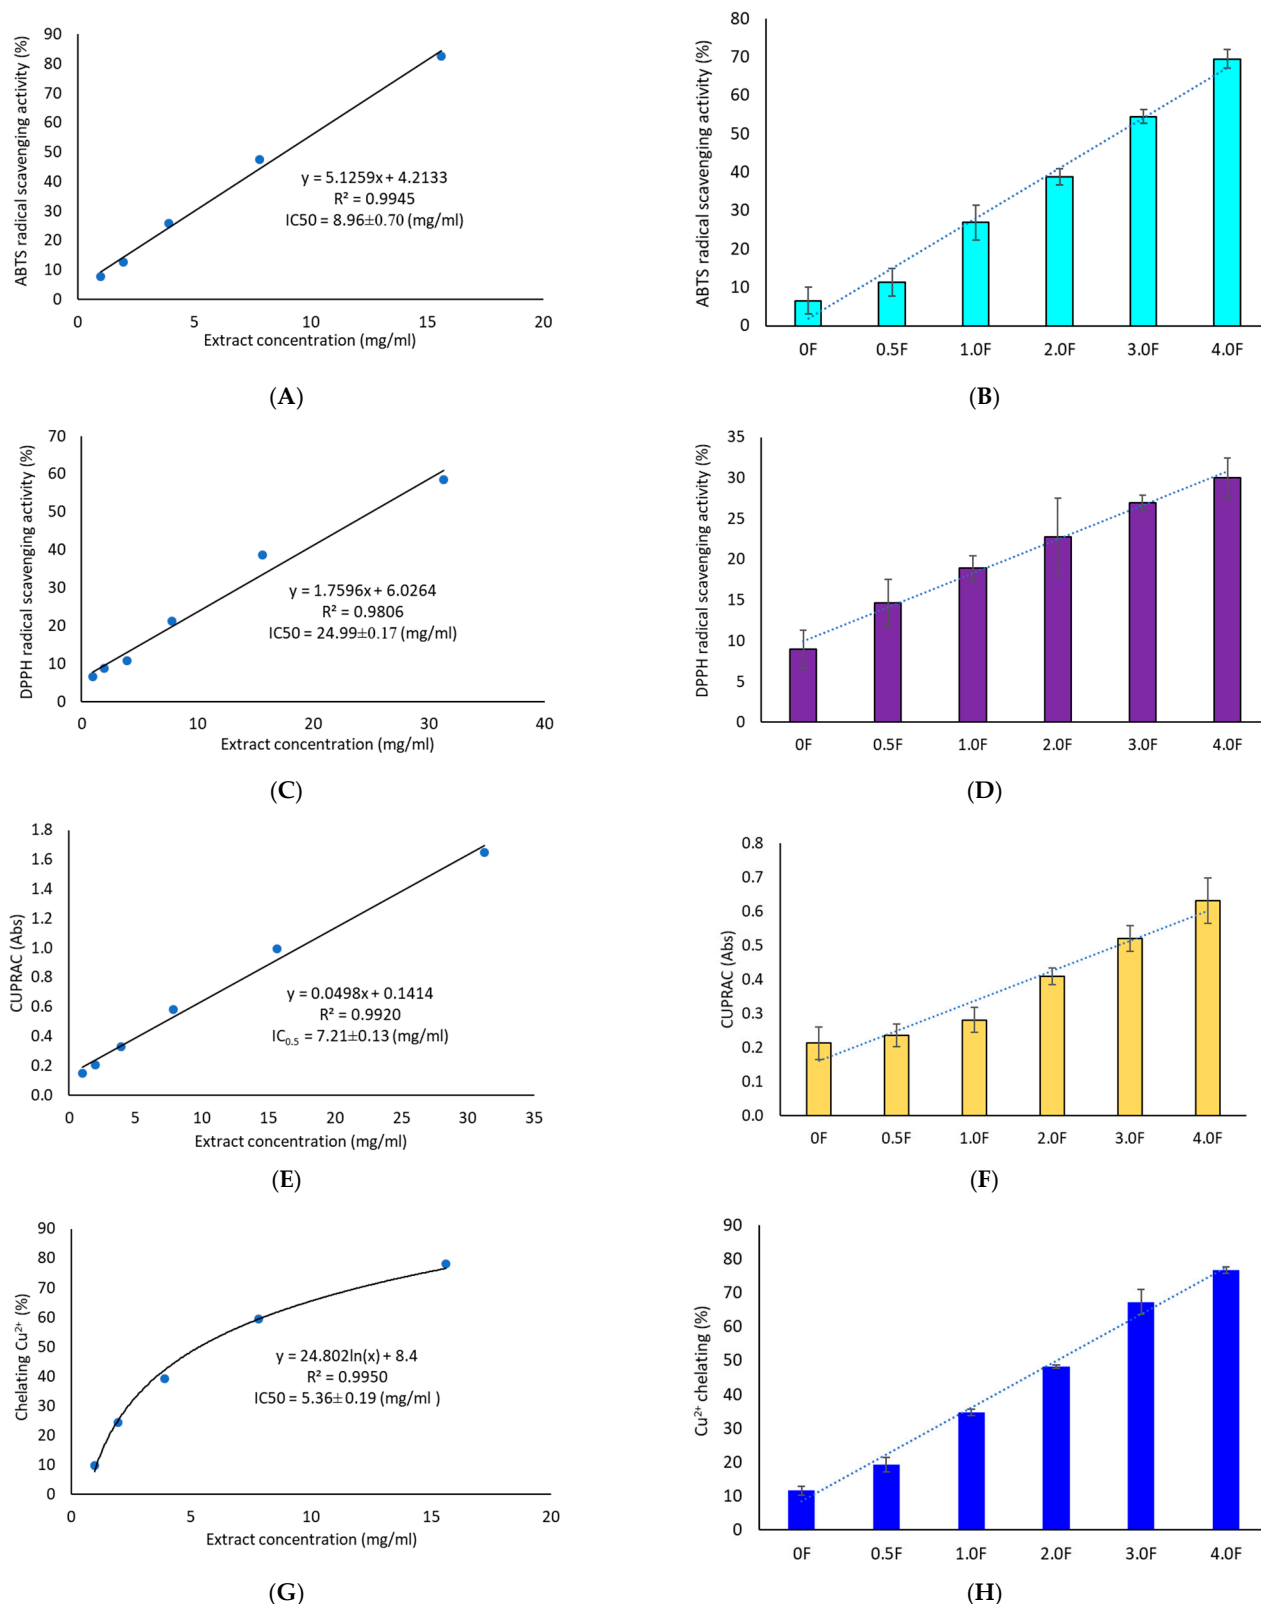 ABTS radical scavenging activity (%)
90
80
70
60
50
40
30
20
10
0
y = 5.1259x + 4.2133
R² = 0.9945
IC50 = 8.96±0.70 (mg/ml)
0 5 10 15 20
Extract concentration (mg/ml)
(A)
ABTS radical scavenging activity (%)
80
70
60
50
40
30
20
10
0
0F 0.5F 1.0F 2.0F 3.0F 4.0F
(B)
DPPH radical scavenging activity (%)
70
60
50
40
30
20
10
0
y = 1.7596x + 6.0264
R² = 0.9806
IC50 = 24.99±0.17 (mg/ml)
0 10 20 30 40
Extract concentration (mg/ml)
(C)
DPPH radical scavenging activity (%)
35
30
25
20
15
10
5
0
0F 0.5F 1.0F 2.0F 3.0F 4.0F
(D)
CUPRAC (Abs)
1.8
1.6
1.4
1.2
1.0
0.8
0.6
0.4
0.2
0.0
y = 0.0498x + 0.1414
R² = 0.9920
IC0.5 = 7.21±0.13 (mg/ml)
0 5 10 15 20 25 30 35
Extract concentration (mg/ml)
(E)
CUPRAC (Abs)
0.8
0.7
0.6
0.5
0.4
0.3
0.2
0.1
0.0
0F 0.5F 1.0F 2.0F 3.0F 4.0F
(F)
Chelating Cu²⁺ (%)
90
80
70
60
50
40
30
20
10
0
y = 24.802ln(x) + 8.4
R² = 0.9950
IC50 = 5.36±0.19 (mg/ml )
0 5 10 15 20
Extract concentration (mg/ml)
(G)
Cu²⁺ chelating (%)
90
80
70
60
50
40
30
20
10
0
0F 0.5F 1.0F 2.0F 3.0F 4.0F
(H)